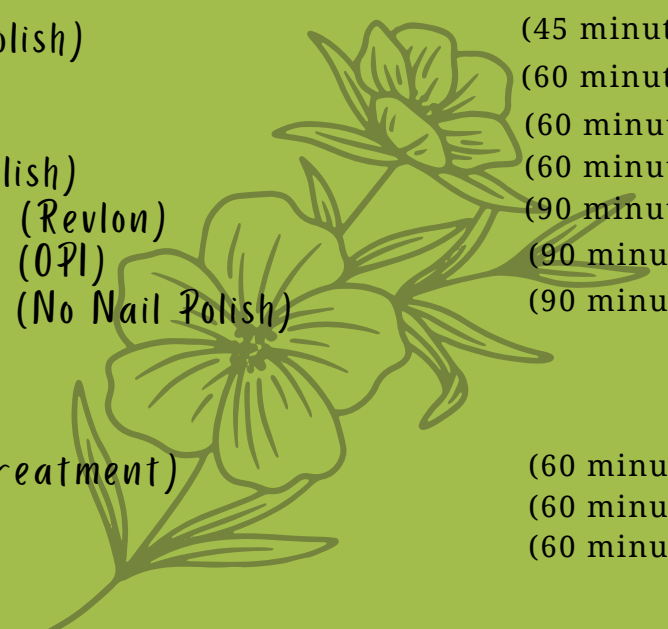 olish) (45 minut
(60 minut
(60 minut
lish) (60 minut
(Revlon) (90 minut
(OPI) (90 minu
(No Nail Polish) (90 minu
reatment) (60 minu
(60 minu
(60 minu